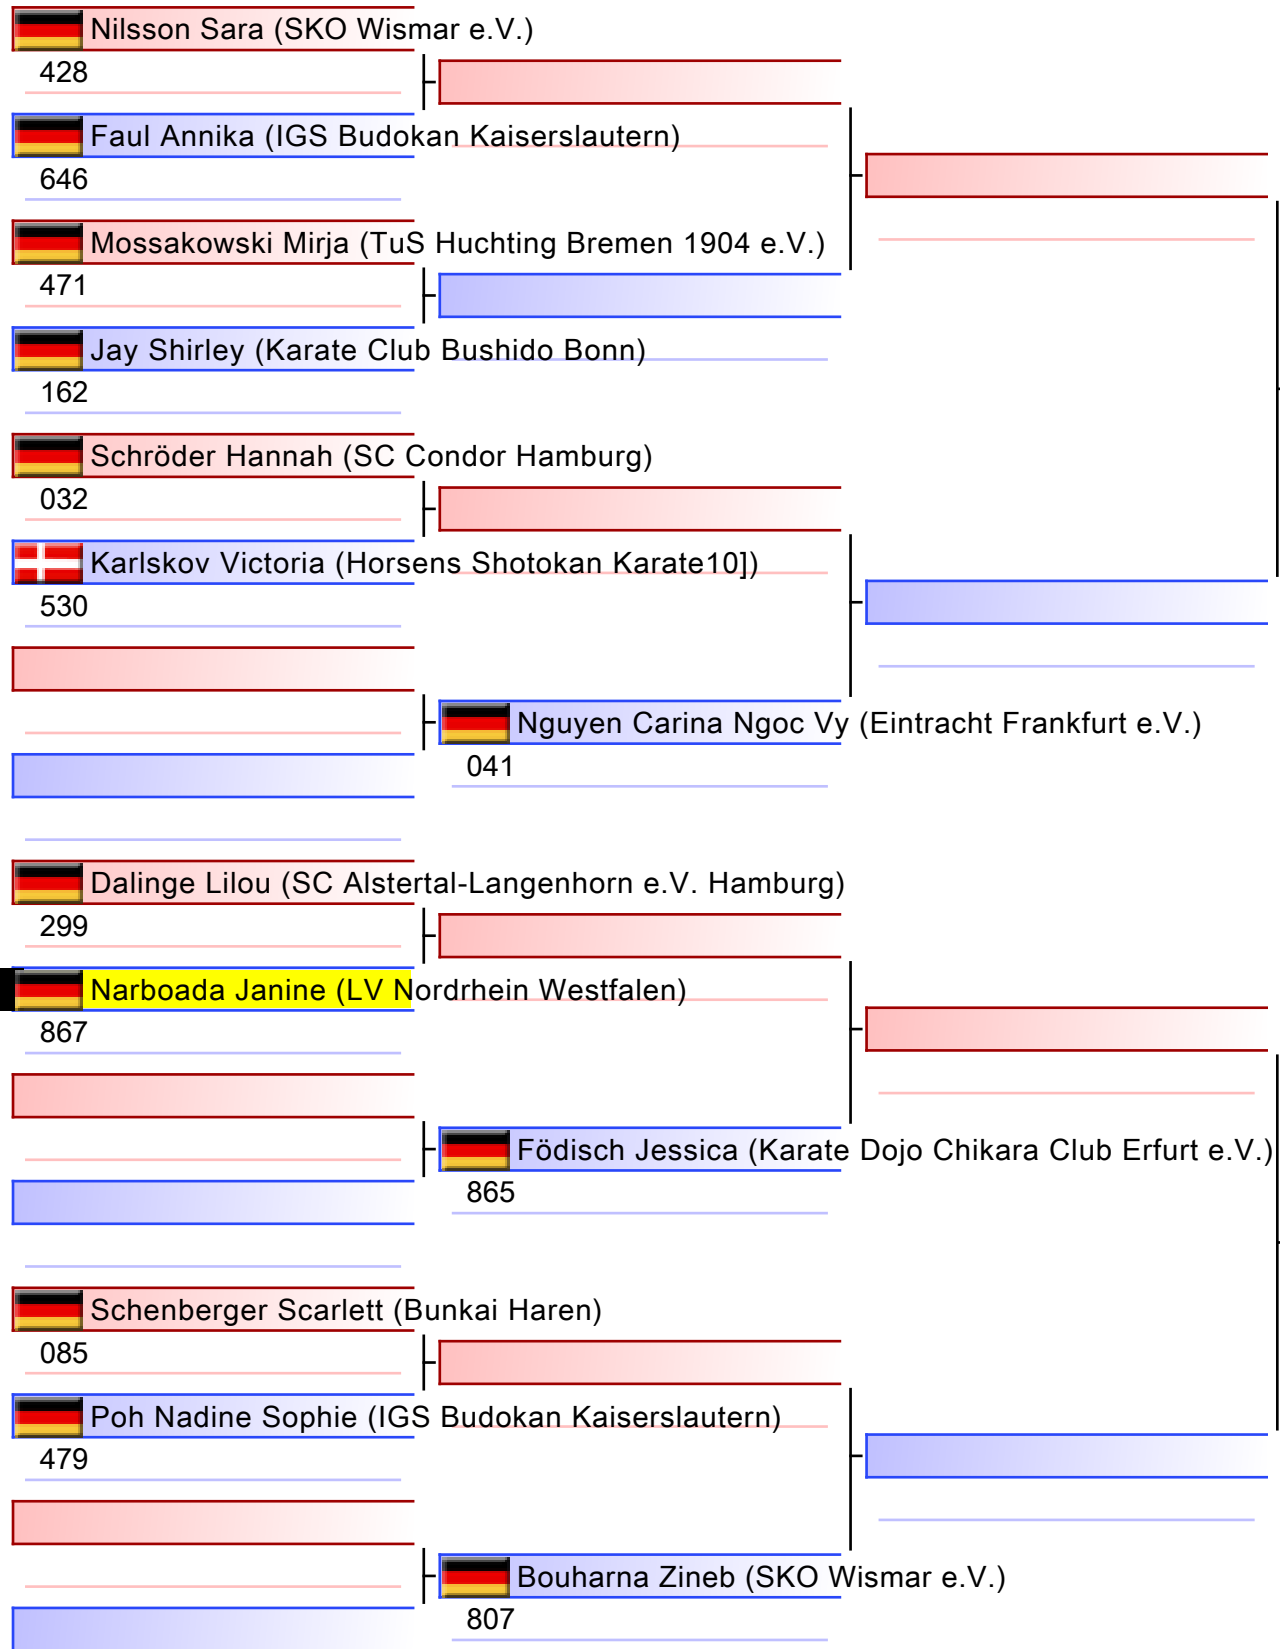 Nilsson Sara (SKO Wismar e.V.)
428
Faul Annika (IGS Budokan Kaiserslautern)
646
Mossakowski Mirja (TuS Huchting Bremen 1904 e.V.)
471
Jay Shirley (Karate Club Bushido Bonn)
162
Schröder Hannah (SC Condor Hamburg)
032
Karlskov Victoria (Horsens Shotokan Karate10])
530
Nguyen Carina Ngoc Vy (Eintracht Frankfurt e.V.)
041
Dalinge Lilou (SC Alstertal-Langenhorn e.V. Hamburg)
299
Narboada Janine (LV Nordrhein Westfalen)
867
Födisch Jessica (Karate Dojo Chikara Club Erfurt e.V.)
865
Schenberger Scarlett (Bunkai Haren)
085
Poh Nadine Sophie (IGS Budokan Kaiserslautern)
479
Bouharna Zineb (SKO Wismar e.V.)
807